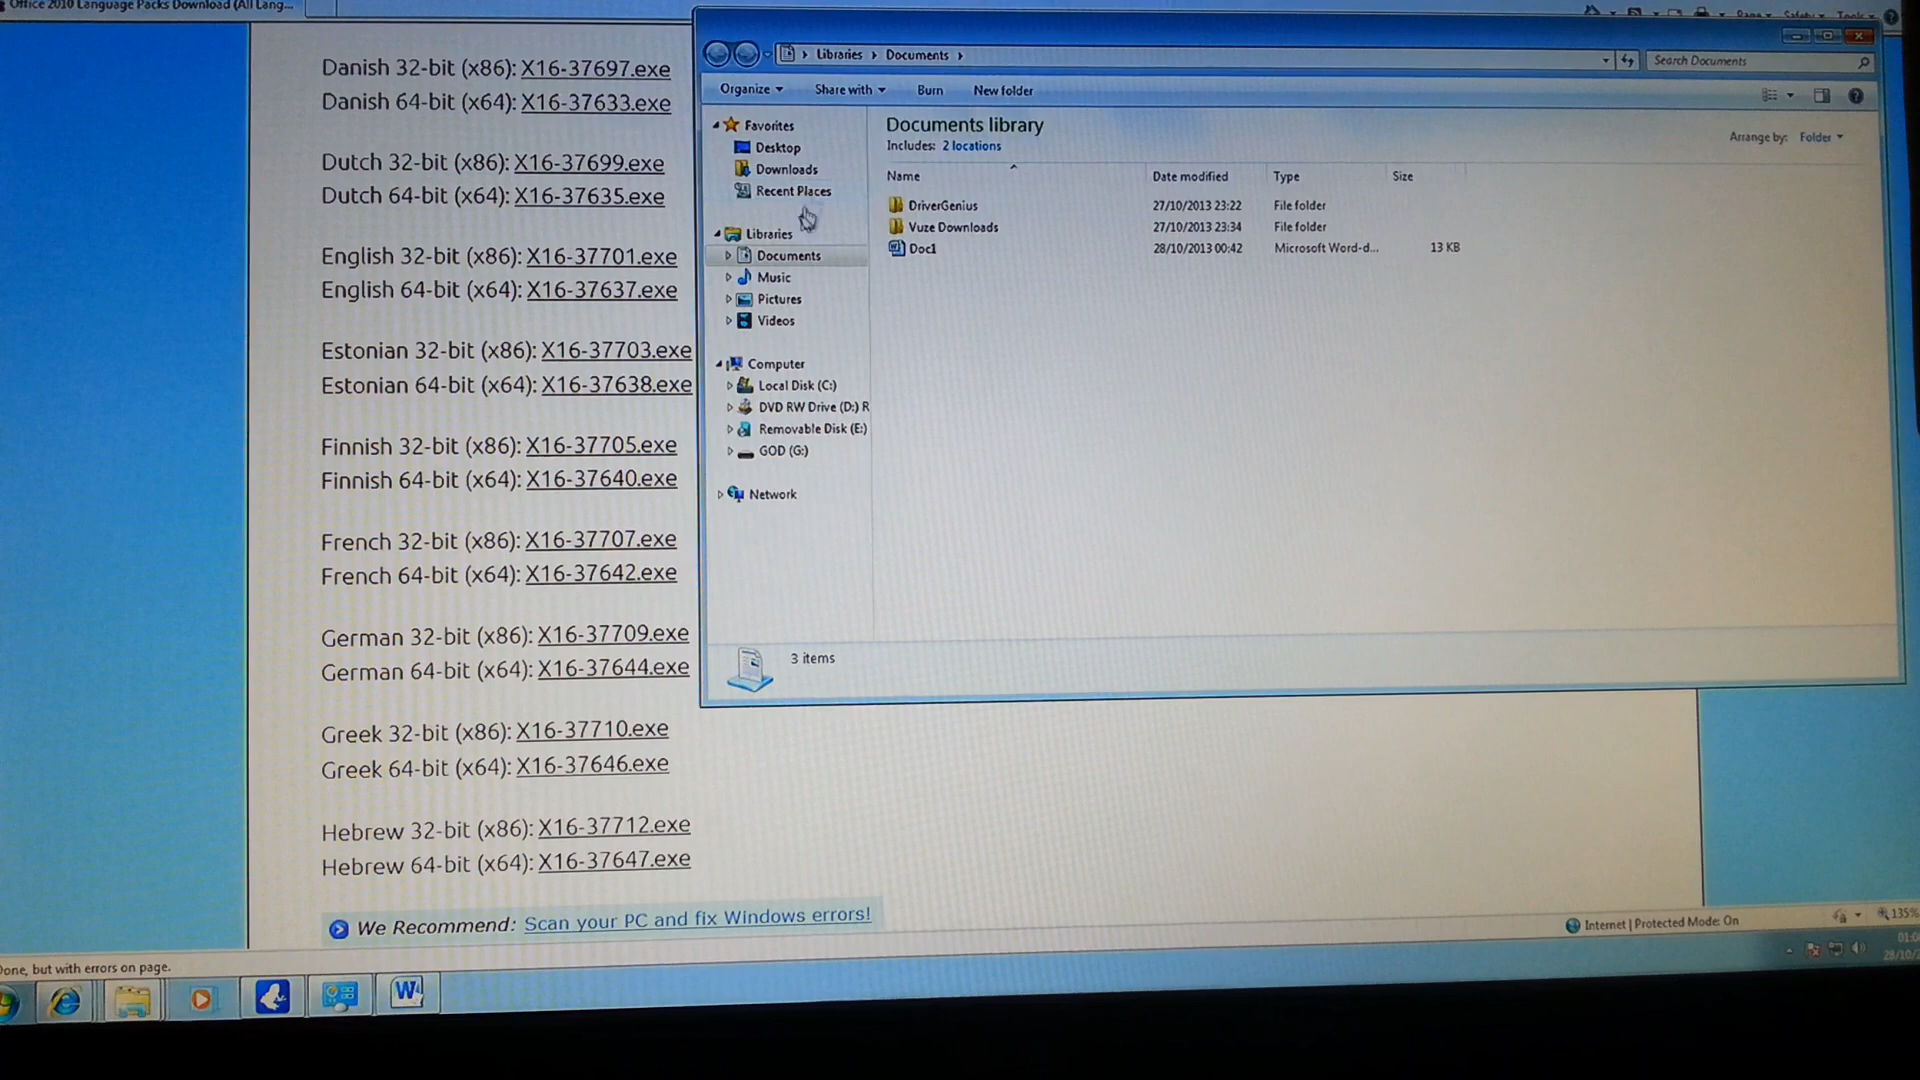 Office 2010 Language Packs Download (All Lang...
Danish 32-bit (x86): X16-37697.exe
Danish 64-bit (x64): X16-37633.exe
Dutch 32-bit (x86): X16-37699.exe
Dutch 64-bit (x64): X16-37635.exe
English 32-bit (x86): X16-37701.exe
English 64-bit (x64): X16-37637.exe
Estonian 32-bit (x86): X16-37703.exe
Estonian 64-bit (x64): X16-37638.exe
Finnish 32-bit (x86): X16-37705.exe
Finnish 64-bit (x64): X16-37640.exe
French 32-bit (x86): X16-37707.exe
French 64-bit (x64): X16-37642.exe
German 32-bit (x86): X16-37709.exe
German 64-bit (x64): X16-37644.exe
Greek 32-bit (x86): X16-37710.exe
Greek 64-bit (x64): X16-37646.exe
Hebrew 32-bit (x86): X16-37712.exe
Hebrew 64-bit (x64): X16-37647.exe
We Recommend: Scan your PC and fix Windows errors!
Page Safety Tools
Libraries Documents
Search Documents
Organize Share with Burn New folder
Favorites
Desktop
Downloads
Recent Places
Libraries
Documents
Music
Pictures
Videos
Computer
Local Disk (C:)
DVD RW Drive (D:) R
Removable Disk (E:)
GOD (G:)
Network
Documents library
Includes: 2 locations
Arrange by: Folder
Name Date modified Type Size
DriverGenius 27/10/2013 23:22 File folder
Vuze Downloads 27/10/2013 23:34 File folder
Doc1 28/10/2013 00:42 Microsoft Word-d... 13 KB
3 items
Internet | Protected Mode: On
135%
Done, but with errors on page.